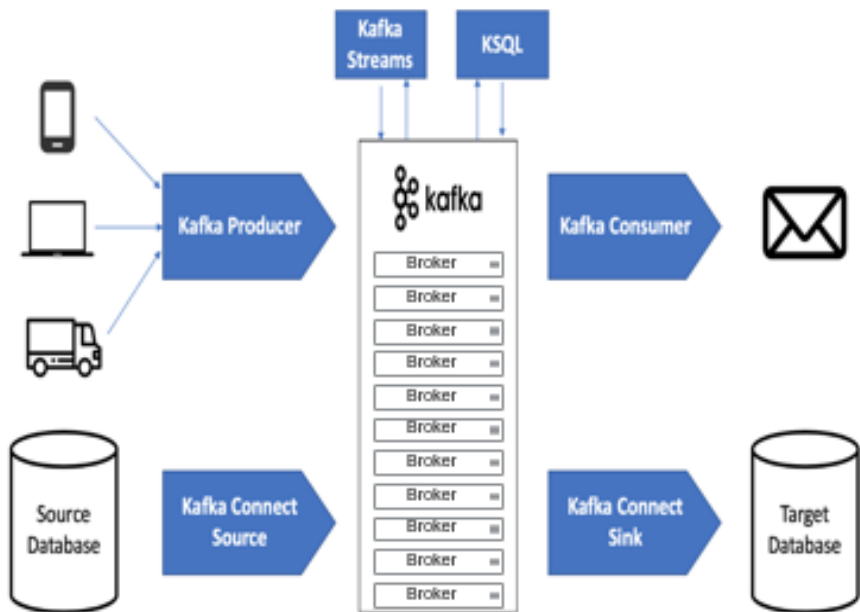 Kafka
Streams
KSQL
kafka
Kafka Producer
Kafka Consumer
Broker
Broker
Broker
Broker
Broker
Broker
Broker
Broker
Broker
Broker
Broker
Source
Database
Kafka Connect
Source
Kafka Connect
Sink
Target
Database